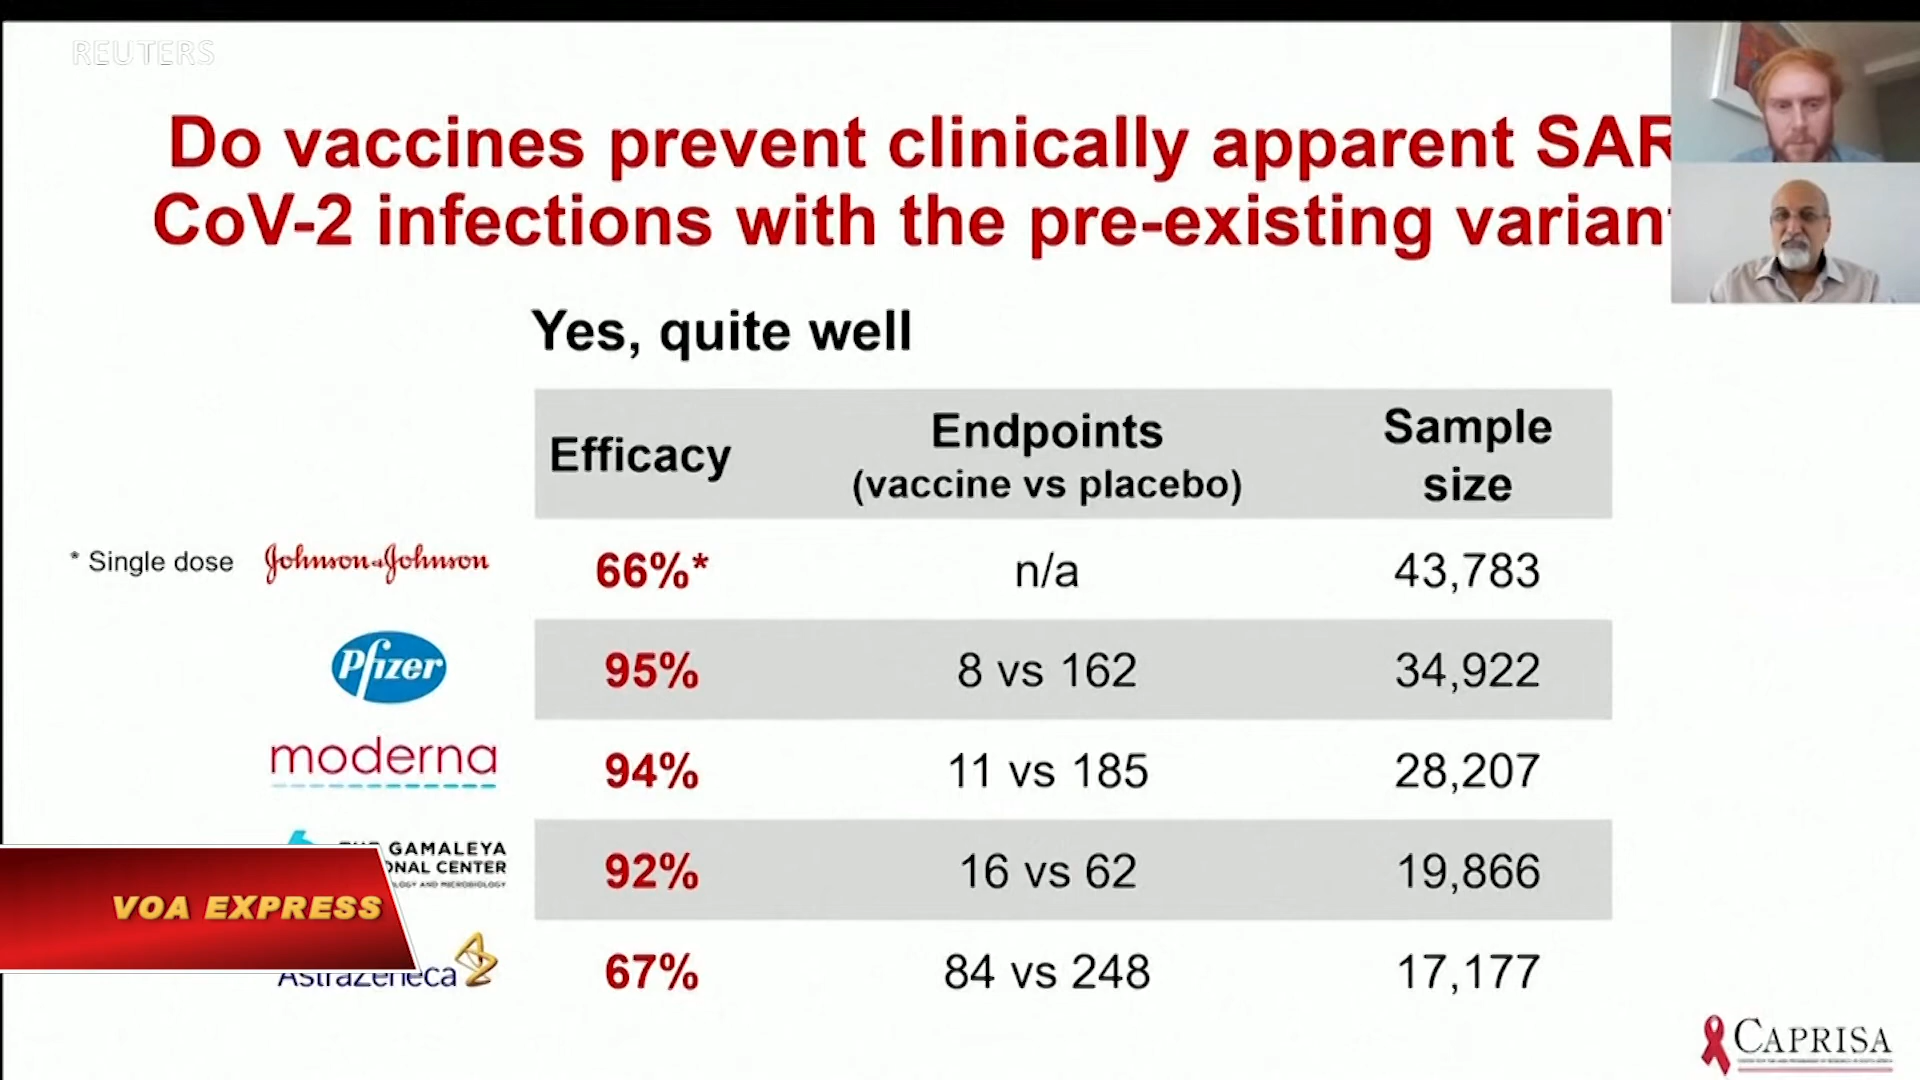 REUTERS
Do vaccines prevent clinically apparent SAR
CoV-2 infections with the pre-existing varian
Yes, quite well
Efficacy
Endpoints
(vaccine vs placebo)
Sample
size
* Single dose
Johnson & Johnson
66%*
n/a
43,783
Pfizer
95%
8 vs 162
34,922
moderna
94%
11 vs 185
28,207
GAMALEYA
CENTER
AND MICROBIOLOGY
92%
16 vs 62
19,866
VOA EXPRESS
AstraZeneca
67%
84 vs 248
17,177
CAPRISA